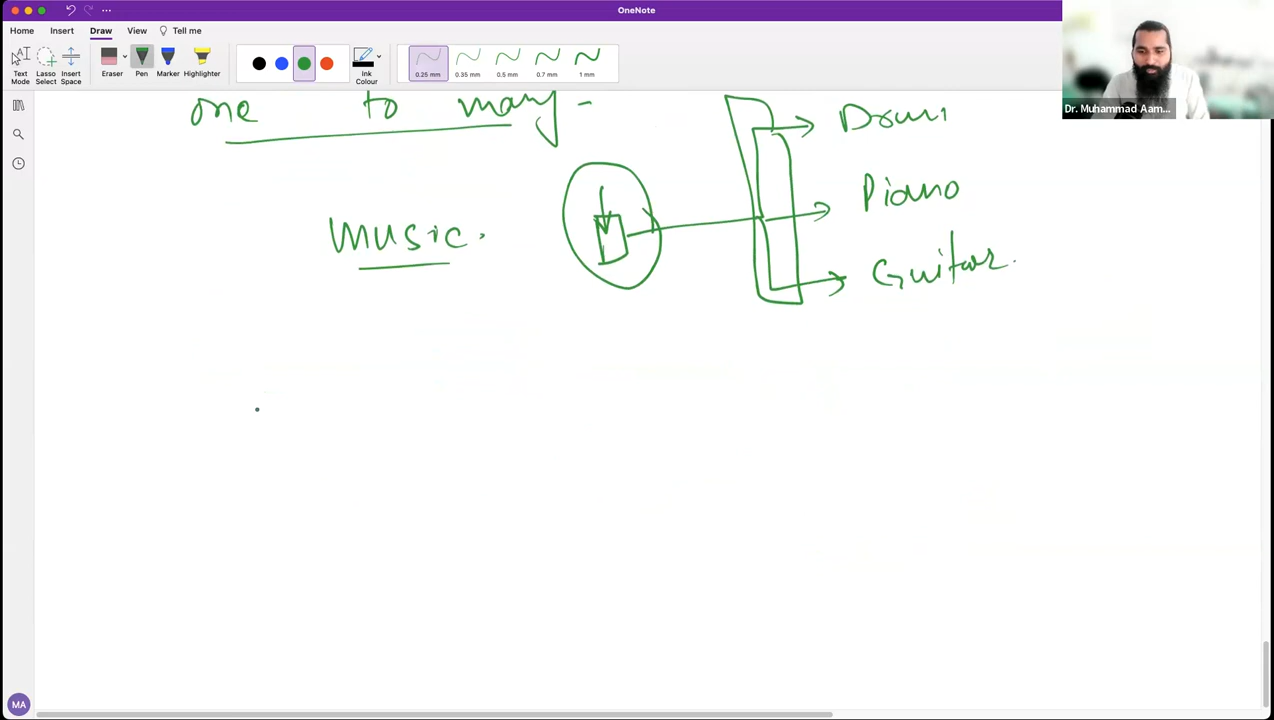 OneNote
Home Insert Draw View Tell me
Text Mode
Lasso Select
Insert Space
Eraser
Pen
Marker
Highlighter
Ink Colour
0.25 mm
0.35 mm
0.5 mm
0.7 mm
1 mm
Dr. Muhammad Aam...
one to many -
Drum
Piano
music.
Guitar.
MA